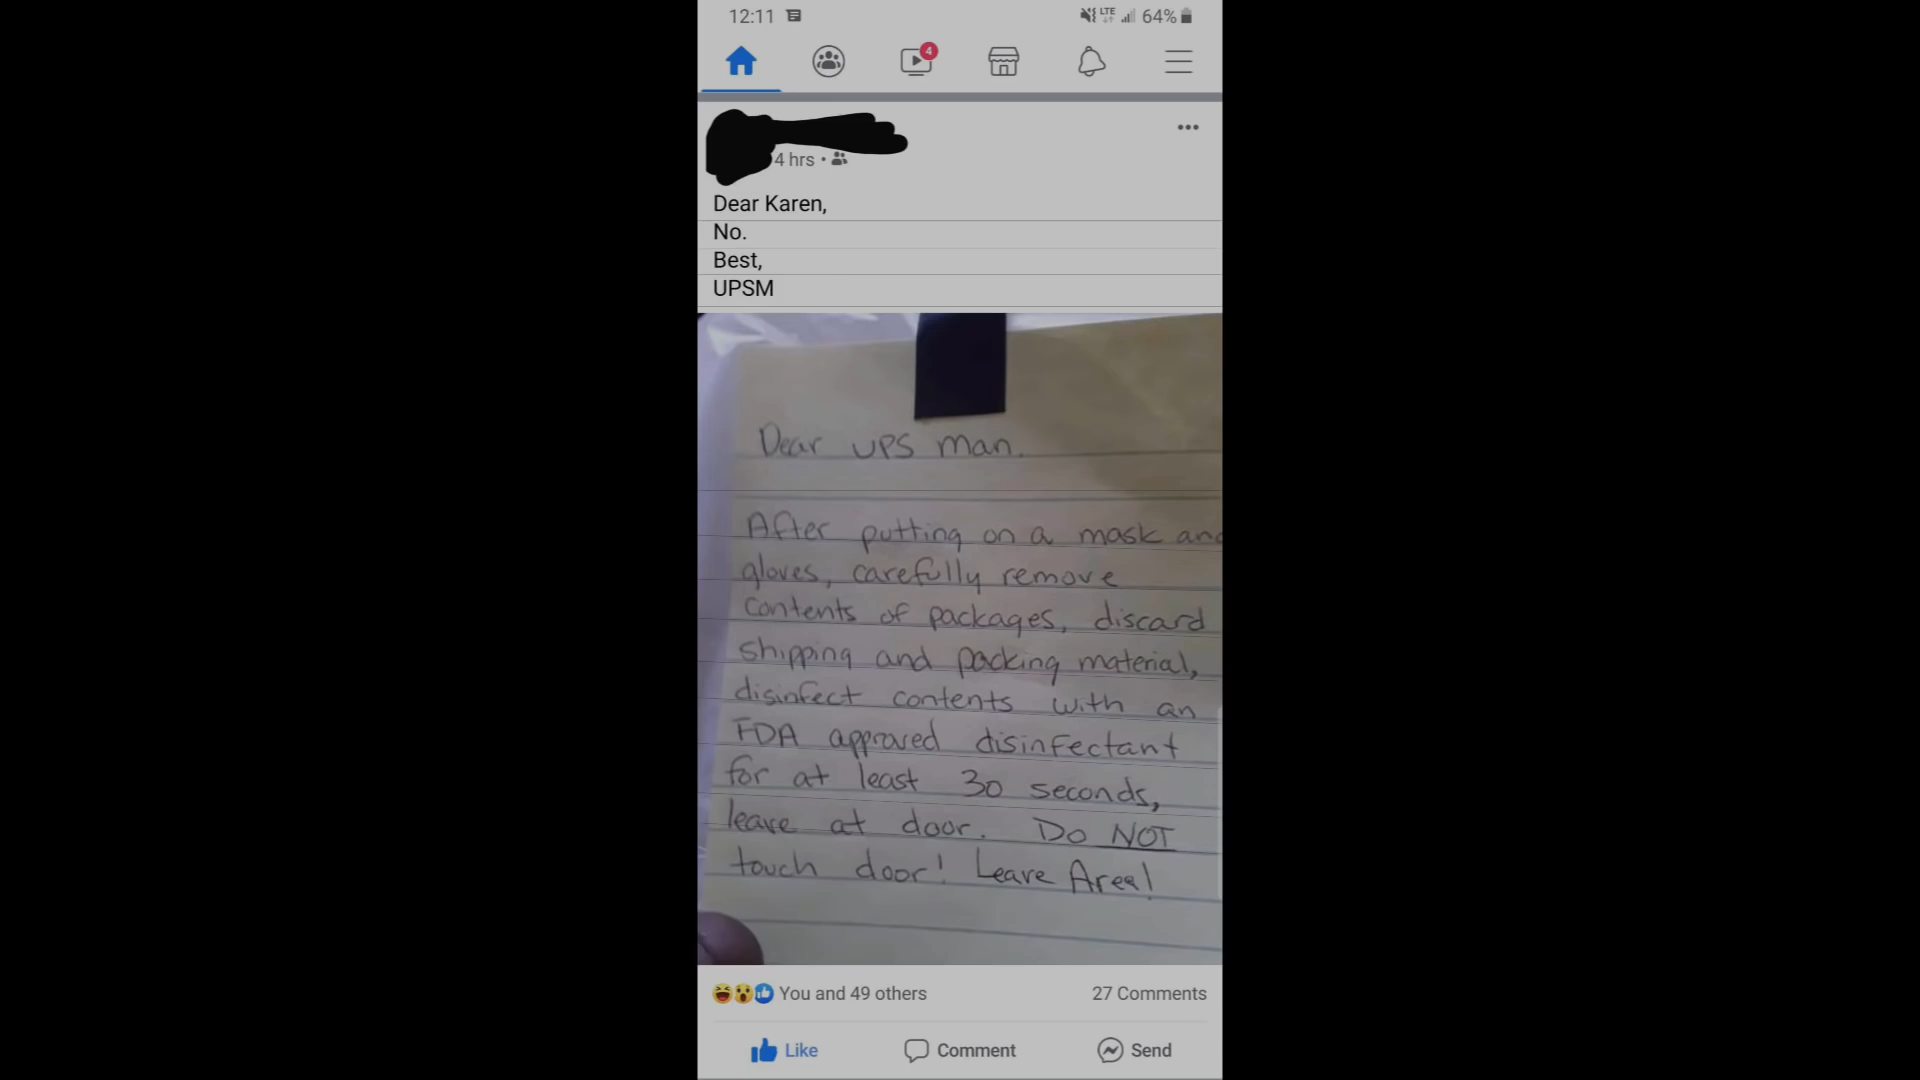 12:11
LTE
64%
4
4 hrs
Dear Karen,
No.
Best,
UPSM
Dear UPS man.
After putting on a mask and
gloves, carefully remove
contents of packages, discard
shipping and packing material,
disinfect contents with an
FDA approved disinfectant
for at least 30 seconds,
leave at door. Do NOT
touch door! Leave Area!
You and 49 others
27 Comments
Like
Comment
Send